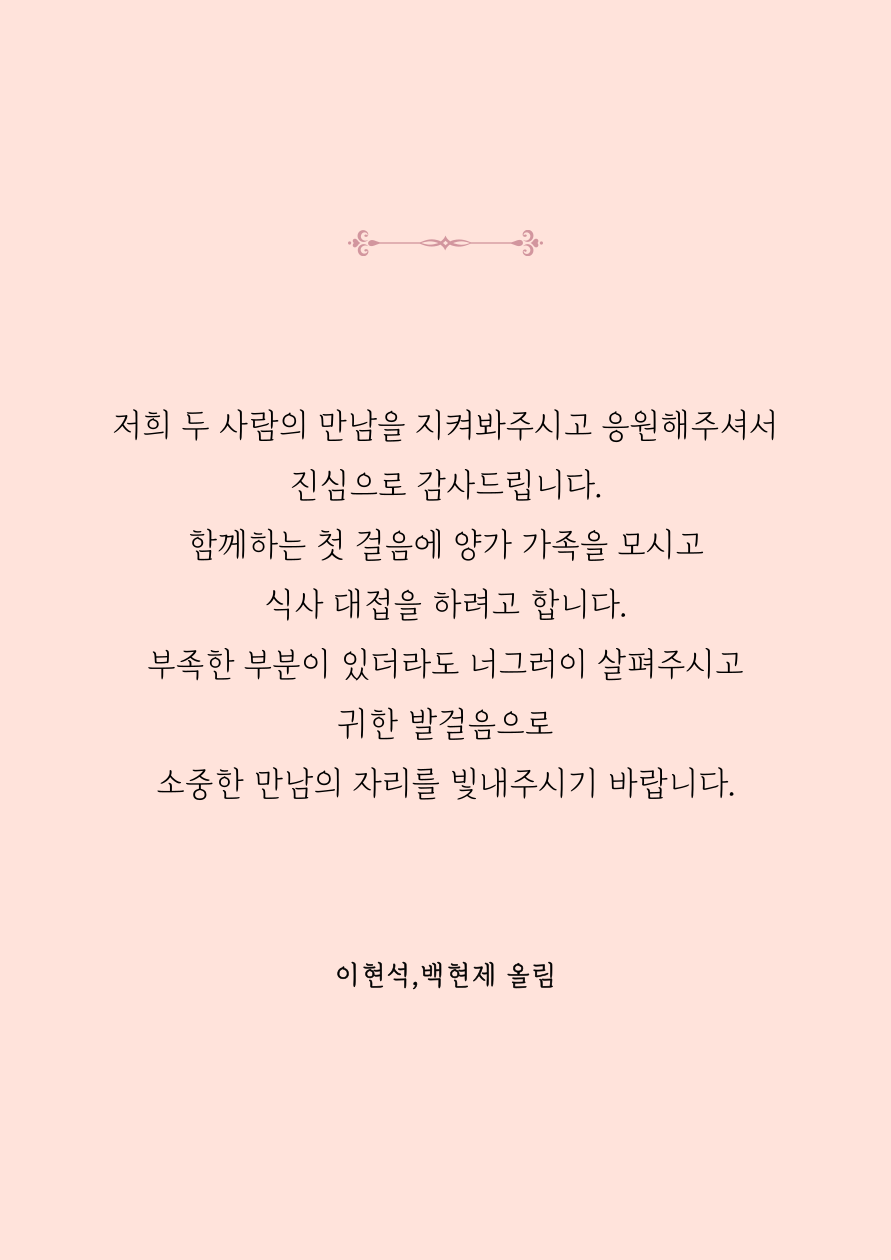 저희 두 사람의 만남을 지켜봐주시고 응원해주셔서
진심으로 감사드립니다.
함께하는 첫 걸음에 양가 가족을 모시고
식사 대접을 하려고 합니다.
부족한 부분이 있더라도 너그러이 살펴주시고
귀한 발걸음으로
소중한 만남의 자리를 빛내주시기 바랍니다.
이현석,백현제 올림